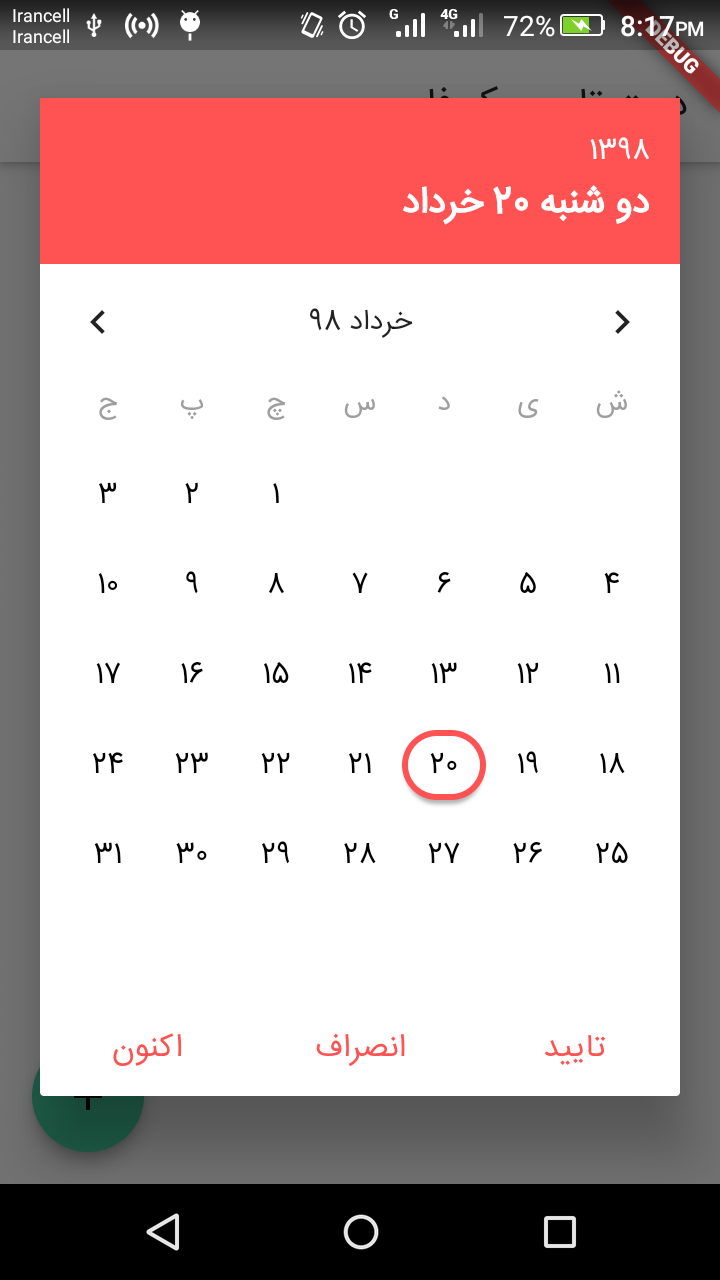 Irancell
Irancell
G
4G
72%
8:17PM
DEBUG
۱۳۹۸
دو شنبه ۲۰ خرداد
خرداد ۹۸
ش ی د س چ پ ج
۱ ۲ ۳
۴ ۵ ۶ ۷ ۸ ۹ ۱۰
۱۱ ۱۲ ۱۳ ۱۴ ۱۵ ۱۶ ۱۷
۱۸ ۱۹ ۲۰ ۲۱ ۲۲ ۲۳ ۲۴
۲۵ ۲۶ ۲۷ ۲۸ ۲۹ ۳۰ ۳۱
تایید انصراف اکنون